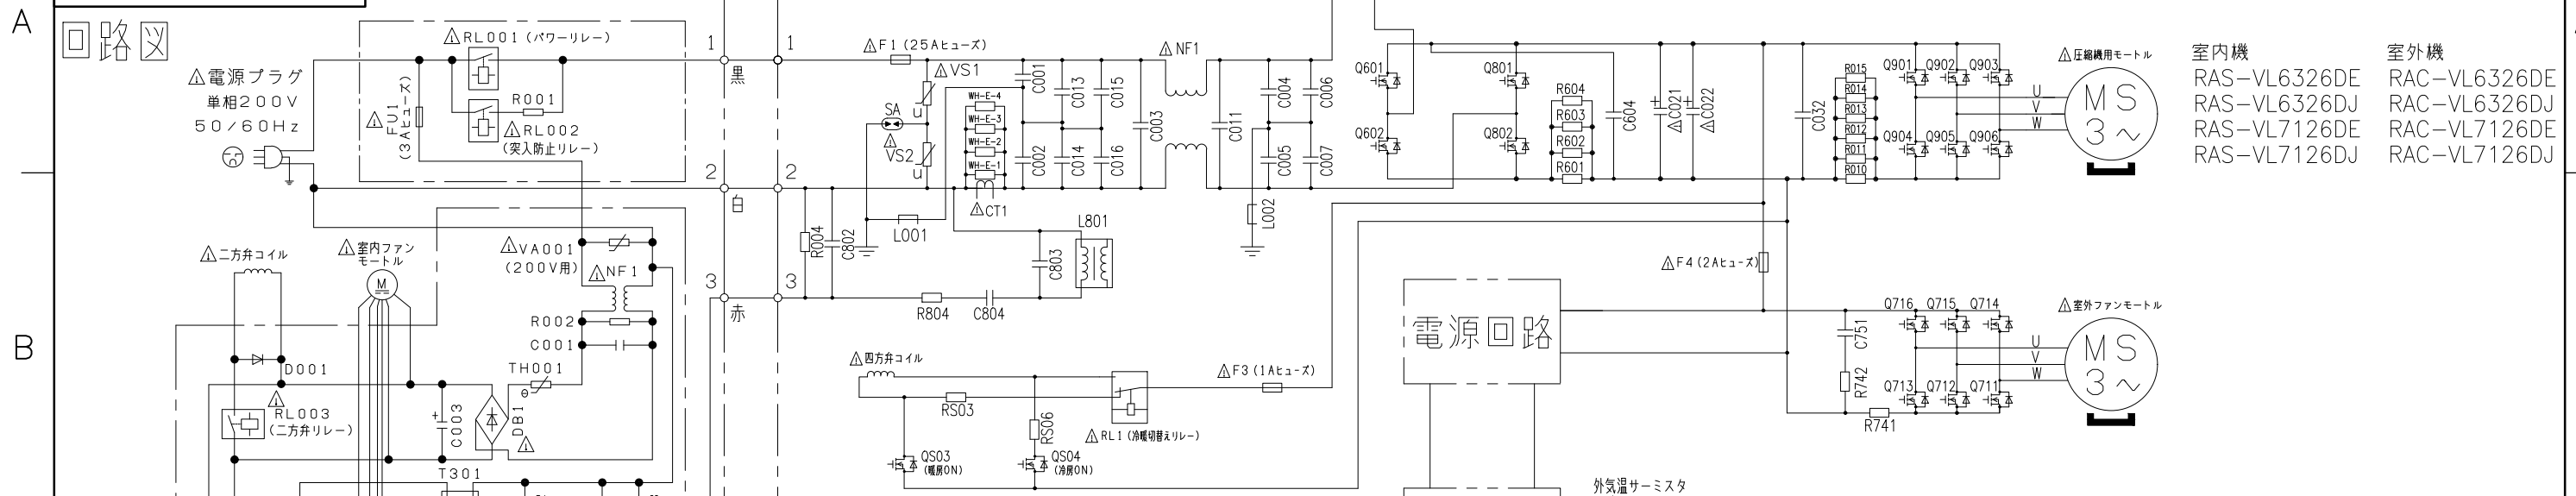 A
回路図
⚠RL001 (パワーリレー)
⚠電源プラグ
単相200V
50/60Hz
⚠FU1
(3Aヒューズ)
R001
⚠RL002
(突入防止リレー)
1
1
黒
2
2
白
3
3
赤
⚠F1 (25Aヒューズ)
⚠VS1
SA
⚠
VS2
u
u
WH-E-4
WH-E-3
WH-E-2
WH-E-1
⚠CT1
L001
C001
C002
C013
C014
C015
C016
C003
⚠NF1
C011
C004
C005
C006
C007
L002
Q601
Q602
Q801
Q802
R604
R603
R602
R601
C604
+
⚠C021
+
⚠C022
C032
R015
R014
R013
R012
R011
R010
Q901
Q902
Q903
Q904
Q905
Q906
U
V
W
⚠圧縮機用モートル
MS
3～
室内機
RAS-VL6326DE
RAS-VL6326DJ
RAS-VL7126DE
RAS-VL7126DJ
室外機
RAC-VL6326DE
RAC-VL6326DJ
RAC-VL7126DE
RAC-VL7126DJ
B
⚠二方弁コイル
⚠室内ファン
モートル
M
⚠VA001
(200V用)
⚠NF1
R002
C001
TH001
θ
D001
⚠
RL003
(二方弁リレー)
+
C003
DB1
⚠
T301
R004
C802
R804
C804
C803
L801
⚠四方弁コイル
RS03
RS06
QS03
(暖房ON)
QS04
(冷房ON)
⚠RL1 (冷暖切替えリレー)
⚠F3 (1Aヒューズ)
⚠F4 (2Aヒューズ)
電源回路
外気温サーミスタ
C751
R742
R741
Q716
Q715
Q714
Q713
Q712
Q711
U
V
W
⚠室外ファンモートル
MS
3～